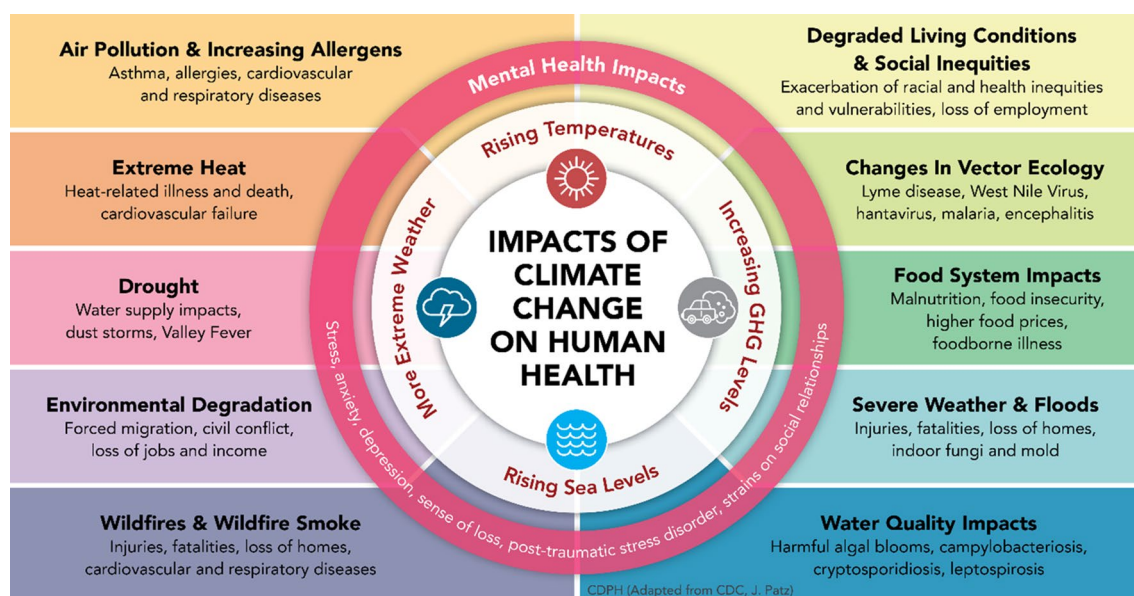 Air Pollution & Increasing Allergens
Asthma, allergies, cardiovascular
and respiratory diseases
Extreme Heat
Heat-related illness and death,
cardiovascular failure
Drought
Water supply impacts,
dust storms, Valley Fever
Environmental Degradation
Forced migration, civil conflict,
loss of jobs and income
Wildfires & Wildfire Smoke
Injuries, fatalities, loss of homes,
cardiovascular and respiratory diseases
Mental Health Impacts
Stress, anxiety, depression, sense of loss, post-traumatic stress disorder, strains on social relationships
Rising Temperatures
More Extreme Weather
Increasing GHG Levels
Rising Sea Levels
IMPACTS OF
CLIMATE
CHANGE
ON HUMAN
HEALTH
Degraded Living Conditions
& Social Inequities
Exacerbation of racial and health inequities
and vulnerabilities, loss of employment
Changes In Vector Ecology
Lyme disease, West Nile Virus,
hantavirus, malaria, encephalitis
Food System Impacts
Malnutrition, food insecurity,
higher food prices,
foodborne illness
Severe Weather & Floods
Injuries, fatalities, loss of homes,
indoor fungi and mold
Water Quality Impacts
Harmful algal blooms, campylobacteriosis,
cryptosporidiosis, leptospirosis
CDPH (Adapted from CDC, J. Patz)